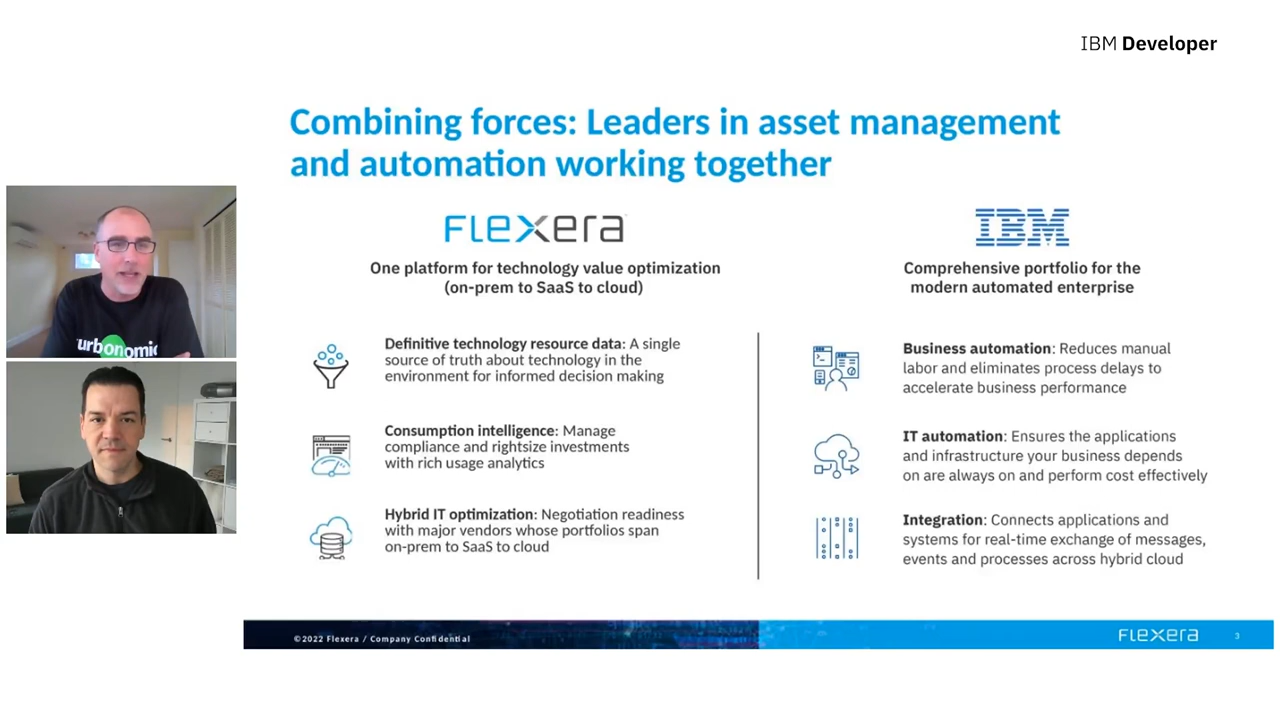 IBM Developer
Combining forces: Leaders in asset management
and automation working together
Flexera
One platform for technology value optimization
(on-prem to SaaS to cloud)
Definitive technology resource data: A single
source of truth about technology in the
environment for informed decision making
Consumption intelligence: Manage
compliance and rightsize investments
with rich usage analytics
Hybrid IT optimization: Negotiation readiness
with major vendors whose portfolios span
on-prem to SaaS to cloud
IBM
Comprehensive portfolio for the
modern automated enterprise
Business automation: Reduces manual
labor and eliminates process delays to
accelerate business performance
IT automation: Ensures the applications
and infrastructure your business depends
on are always on and perform cost effectively
Integration: Connects applications and
systems for real-time exchange of messages,
events and processes across hybrid cloud
urbonomic
©2022 Flexera / Company Confidential
Flexera
3